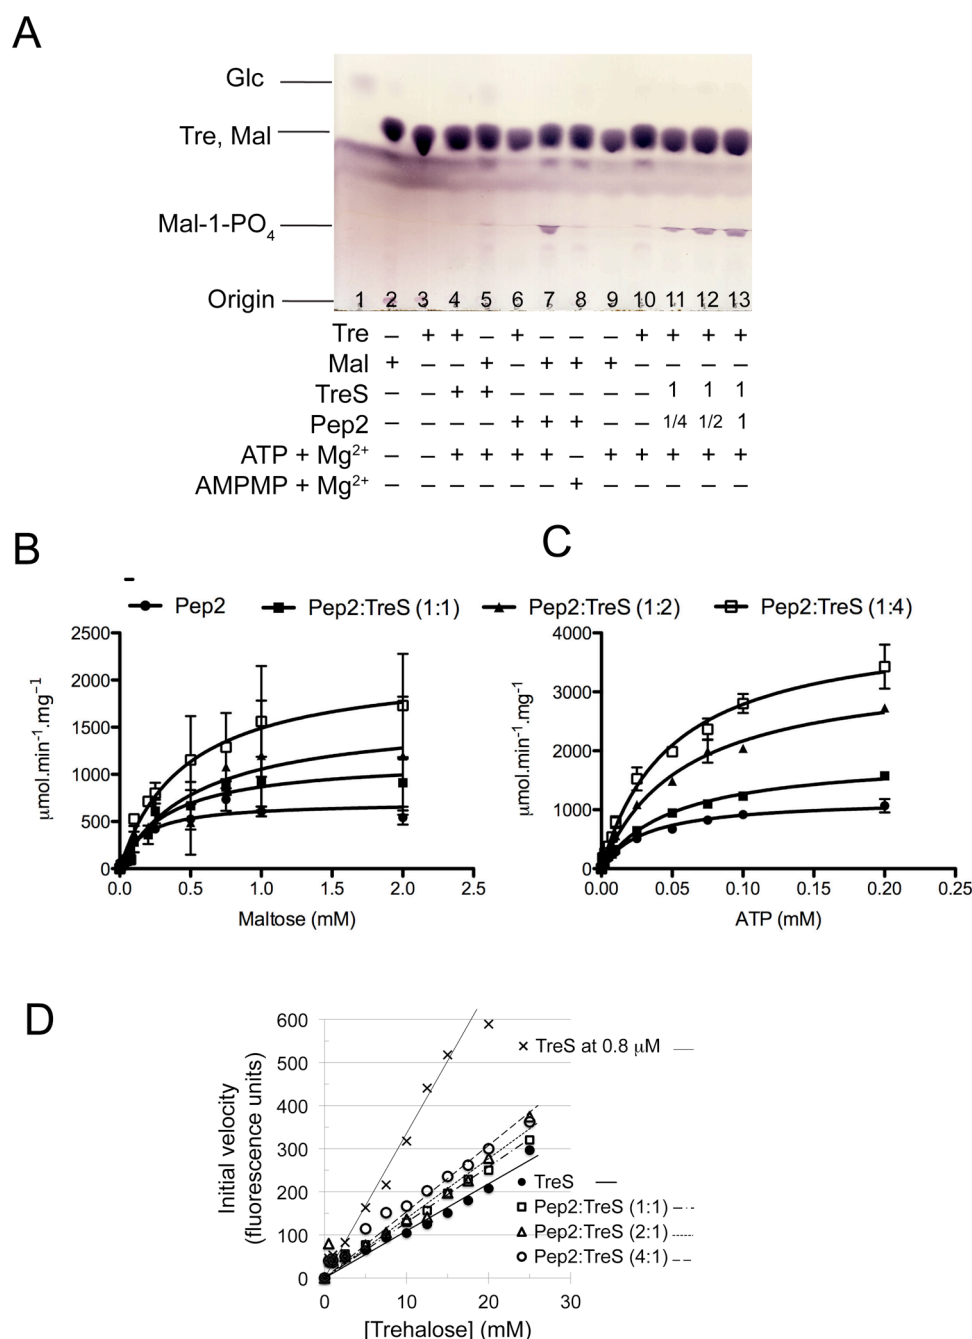 A
Glc
Tre, Mal
Mal-1-PO4
Origin
1 2 3 4 5 6 7 8 9 10 11 12 13
Tre – + + – + – – – + + + +
Mal + – – + – + + + – – – –
TreS – – + + – – – – – 1 1 1
Pep2 – – – – + + + – – 1/4 1/2 1
ATP + Mg2+ – – + + + + – + + + + +
AMPMP + Mg2+ – – – – – – + – – – – –
B
C
Pep2
Pep2:TreS (1:1)
Pep2:TreS (1:2)
Pep2:TreS (1:4)
2500
2000
1500
1000
500
0
µmol.min-1.mg-1
0.0 0.5 1.0 1.5 2.0 2.5
Maltose (mM)
4000
3000
2000
1000
0
µmol.min-1.mg-1
0.00 0.05 0.10 0.15 0.20 0.25
ATP (mM)
D
600
500
400
300
200
100
0
Initial velocity
(fluorescence units)
TreS at 0.8 µM
TreS
Pep2:TreS (1:1)
Pep2:TreS (2:1)
Pep2:TreS (4:1)
0 10 20 30
[Trehalose] (mM)